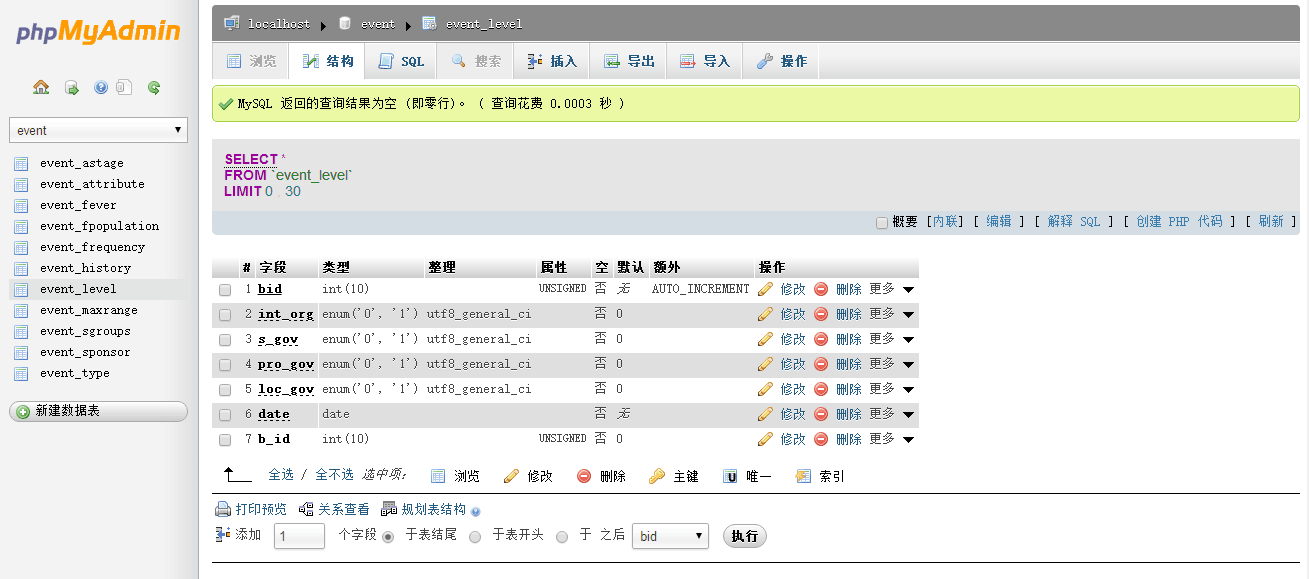 phpMyAdmin
event
event_astage
event_attribute
event_fever
event_fpopulation
event_frequency
event_history
event_level
event_maxrange
event_sgroups
event_sponsor
event_type
新建数据表
localhost ▸ event ▸ event_level
浏览 结构 SQL 搜索 插入 导出 导入 操作
MySQL 返回的查询结果为空 (即零行)。 ( 查询花费 0.0003 秒 )
SELECT *
FROM `event_level`
LIMIT 0 , 30
概要 [内联] [ 编辑 ] [ 解释 SQL ] [ 创建 PHP 代码 ] [ 刷新 ]
# 字段 类型 整理 属性 空 默认 额外 操作
1 bid int(10) UNSIGNED 否 无 AUTO_INCREMENT 修改 删除 更多
2 int_org enum('0', '1') utf8_general_ci 否 0 修改 删除 更多
3 s_gov enum('0', '1') utf8_general_ci 否 0 修改 删除 更多
4 pro_gov enum('0', '1') utf8_general_ci 否 0 修改 删除 更多
5 loc_gov enum('0', '1') utf8_general_ci 否 0 修改 删除 更多
6 date date 否 无 修改 删除 更多
7 b_id int(10) UNSIGNED 否 0 修改 删除 更多
全选 / 全不选 选中项: 浏览 修改 删除 主键 U 唯一 索引
打印预览 关系查看 规划表结构
添加 1 个字段 于表结尾 于表开头 于 之后 bid 执行